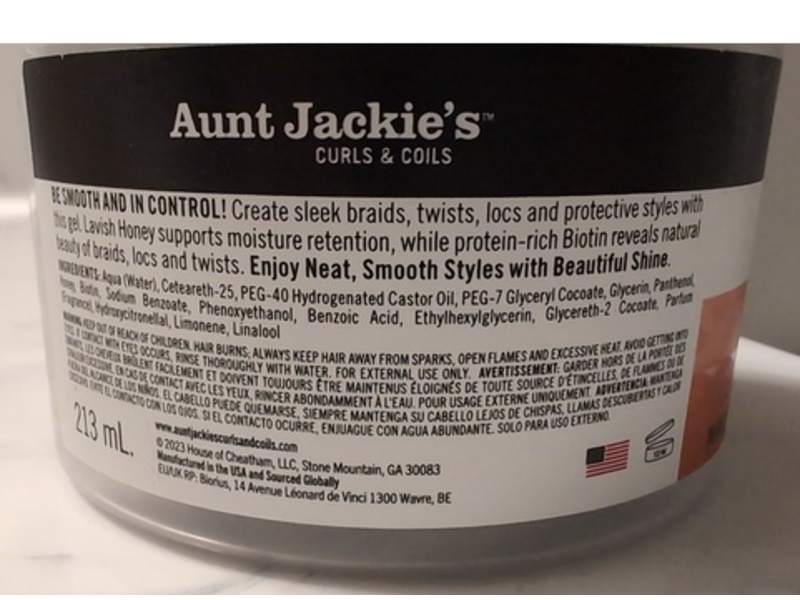 Aunt Jackie's™
CURLS & COILS
BE SMOOTH AND IN CONTROL! Create sleek braids, twists, locs and protective styles with
this gel. Lavish Honey supports moisture retention, while protein-rich Biotin reveals natural
beauty of braids, locs and twists. Enjoy Neat, Smooth Styles with Beautiful Shine.
INGREDIENTS: Aqua (Water), Ceteareth-25, PEG-40 Hydrogenated Castor Oil, PEG-7 Glyceryl Cocoate, Glycerin, Panthenol,
Honey, Biotin, Sodium Benzoate, Phenoxyethanol, Benzoic Acid, Ethylhexylglycerin, Glycereth-2 Cocoate, Parfum
(Fragrance), Hydroxycitronellal, Limonene, Linalool
WARNING: KEEP OUT OF REACH OF CHILDREN. HAIR BURNS; ALWAYS KEEP HAIR AWAY FROM SPARKS, OPEN FLAMES AND EXCESSIVE HEAT. AVOID GETTING INTO
EYES. IF CONTACT WITH EYES OCCURS, RINSE THOROUGHLY WITH WATER. FOR EXTERNAL USE ONLY. AVERTISSEMENT: GARDER HORS DE LA PORTÉE DES
ENFANTS. LES CHEVEUX BRÛLENT FACILEMENT ET DOIVENT TOUJOURS ÊTRE MAINTENUS ÉLOIGNÉS DE TOUTE SOURCE D'ÉTINCELLES, DE FLAMMES OU DE
CHALEUR EXCESSIVE. EN CAS DE CONTACT AVEC LES YEUX, RINCER ABONDAMMENT À L'EAU. POUR USAGE EXTERNE UNIQUEMENT. ADVERTENCIA: MANTENGA
FUERA DEL ALCANCE DE LOS NIÑOS. EL CABELLO PUEDE QUEMARSE, SIEMPRE MANTENGA SU CABELLO LEJOS DE CHISPAS, LLAMAS DESCUBIERTAS Y CALOR
EXCESIVO. EVITE EL CONTACTO CON LOS OJOS. SI EL CONTACTO OCURRE, ENJUAGUE CON AGUA ABUNDANTE. SOLO PARA USO EXTERNO.
213 mL.
www.auntjackiescurlsandcoils.com
© 2023 House of Cheatham, LLC, Stone Mountain, GA 30083
Manufactured in the USA and Sourced Globally
EU/UK RP: Biorius, 14 Avenue Léonard de Vinci 1300 Wavre, BE
12M